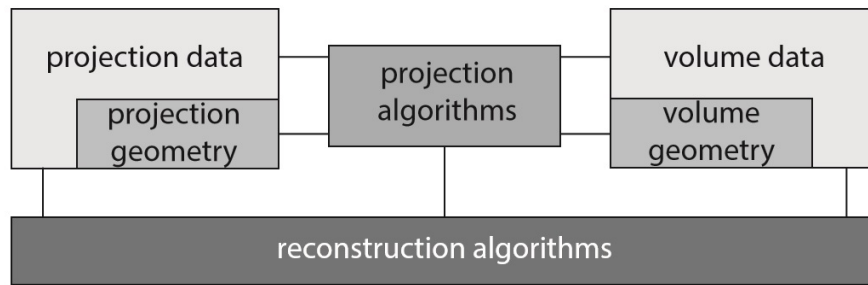 projection data
projection
geometry
projection
algorithms
volume data
volume
geometry
reconstruction algorithms